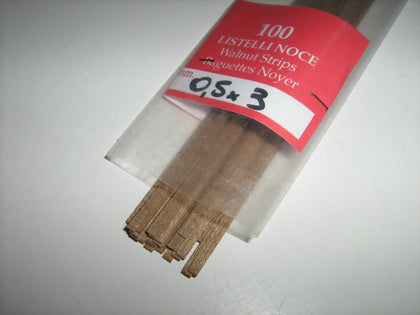 100
LISTELLI NOCE
Walnut Strips
Baguettes Noyer
mm. 0,5x3